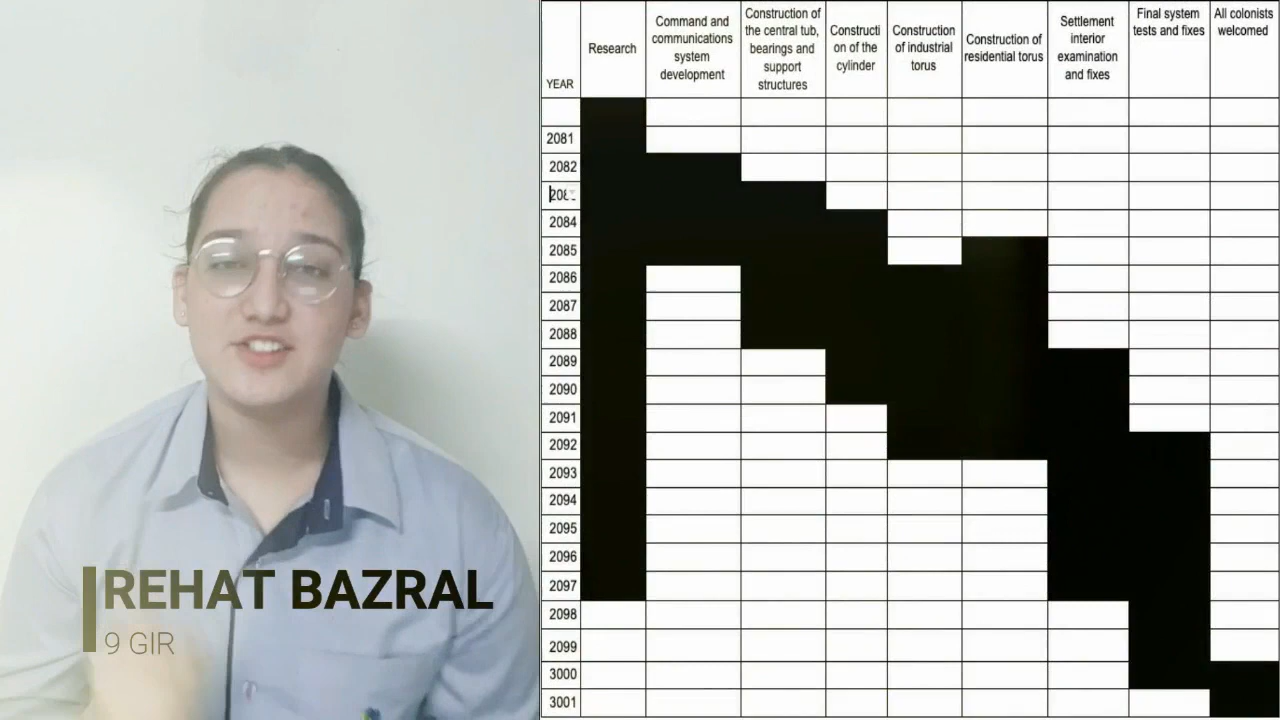 REHAT BAZRAL
9 GIR
YEAR
Research
Command and
communications
system
development
Construction of
the central tub,
bearings and
support
structures
Constructi
on of the
cylinder
Construction
of industrial
torus
Construction of
residential torus
Settlement
interior
examination
and fixes
Final system
tests and fixes
All colonists
welcomed
2081
2082
2084
2085
2086
2087
2088
2089
2090
2091
2092
2093
2094
2095
2096
2097
2098
2099
3000
3001